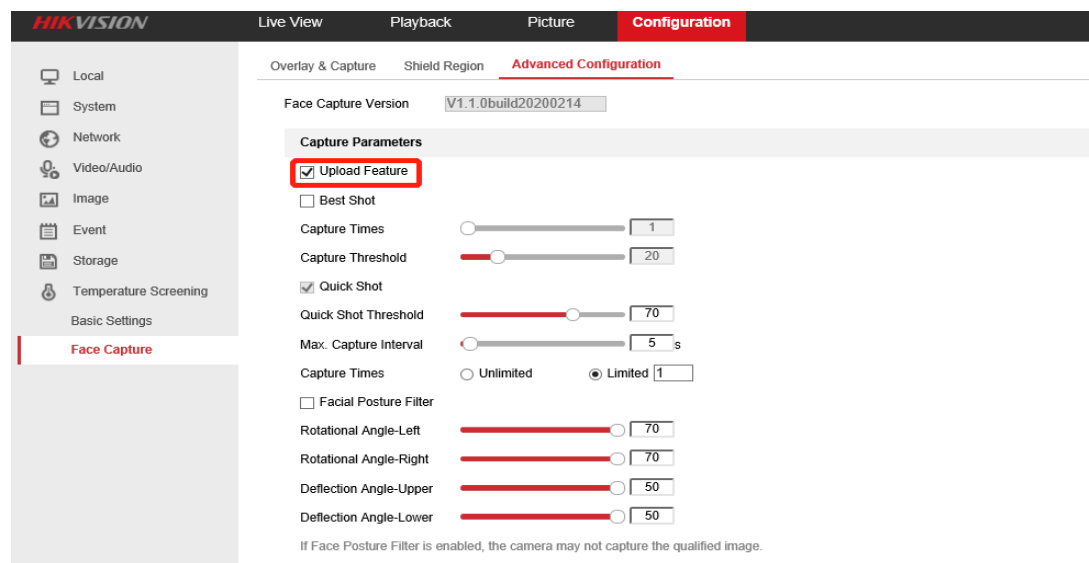 HIKVISION Live View Playback Picture Configuration
Local
System
Network
Video/Audio
Image
Event
Storage
Temperature Screening
Basic Settings
Face Capture
Overlay & Capture Shield Region Advanced Configuration
Face Capture Version V1.1.0build20200214
Capture Parameters
Upload Feature
Best Shot
Capture Times 1
Capture Threshold 20
Quick Shot
Quick Shot Threshold 70
Max. Capture Interval 5 s
Capture Times Unlimited Limited 1
Facial Posture Filter
Rotational Angle-Left 70
Rotational Angle-Right 70
Deflection Angle-Upper 50
Deflection Angle-Lower 50
If Face Posture Filter is enabled, the camera may not capture the qualified image.